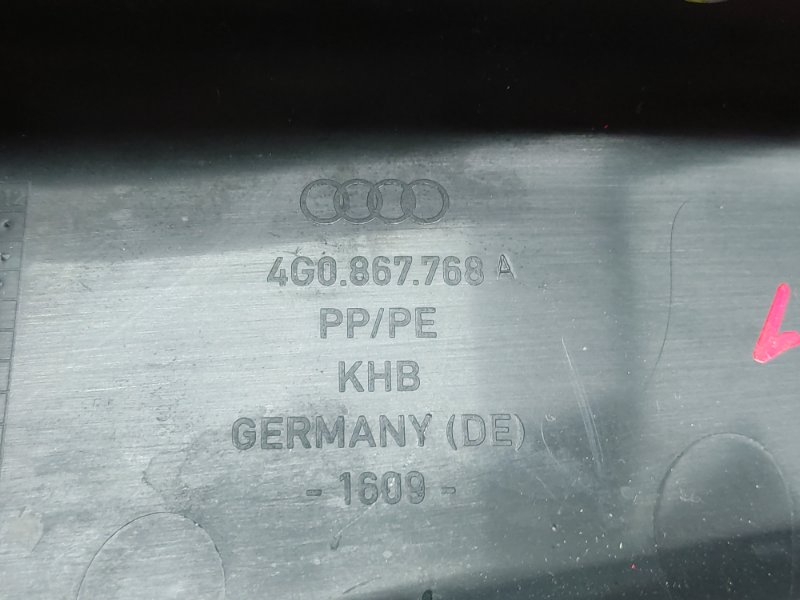 4G0.867.768 A
PP/PE
KHB
GERMANY (DE)
- 1609 -